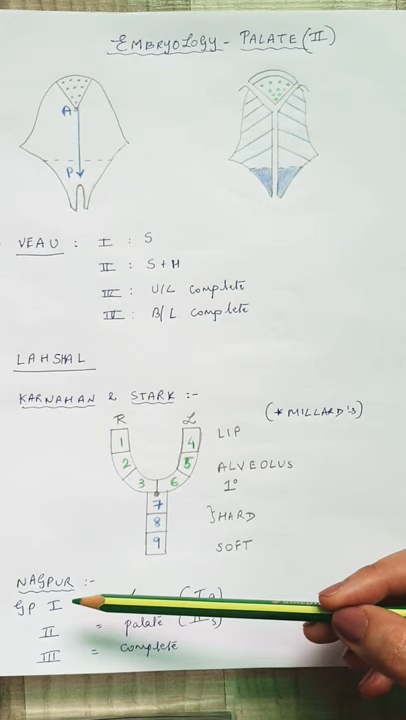 EMBRYOLOGY - PALATE (II)
A
P
VEAU : I : S
II : S + H
III : U/L complete
IV : B/L complete
LAHSHAL
KARNAHAN & STARK :-
(* MILLARD'S)
R L
1 4 LIP
2 5 ALVEOLUS
3 6 1°
7
8 } HARD
9 SOFT
NAGPUR :-
GP I
II = palate
III = complete